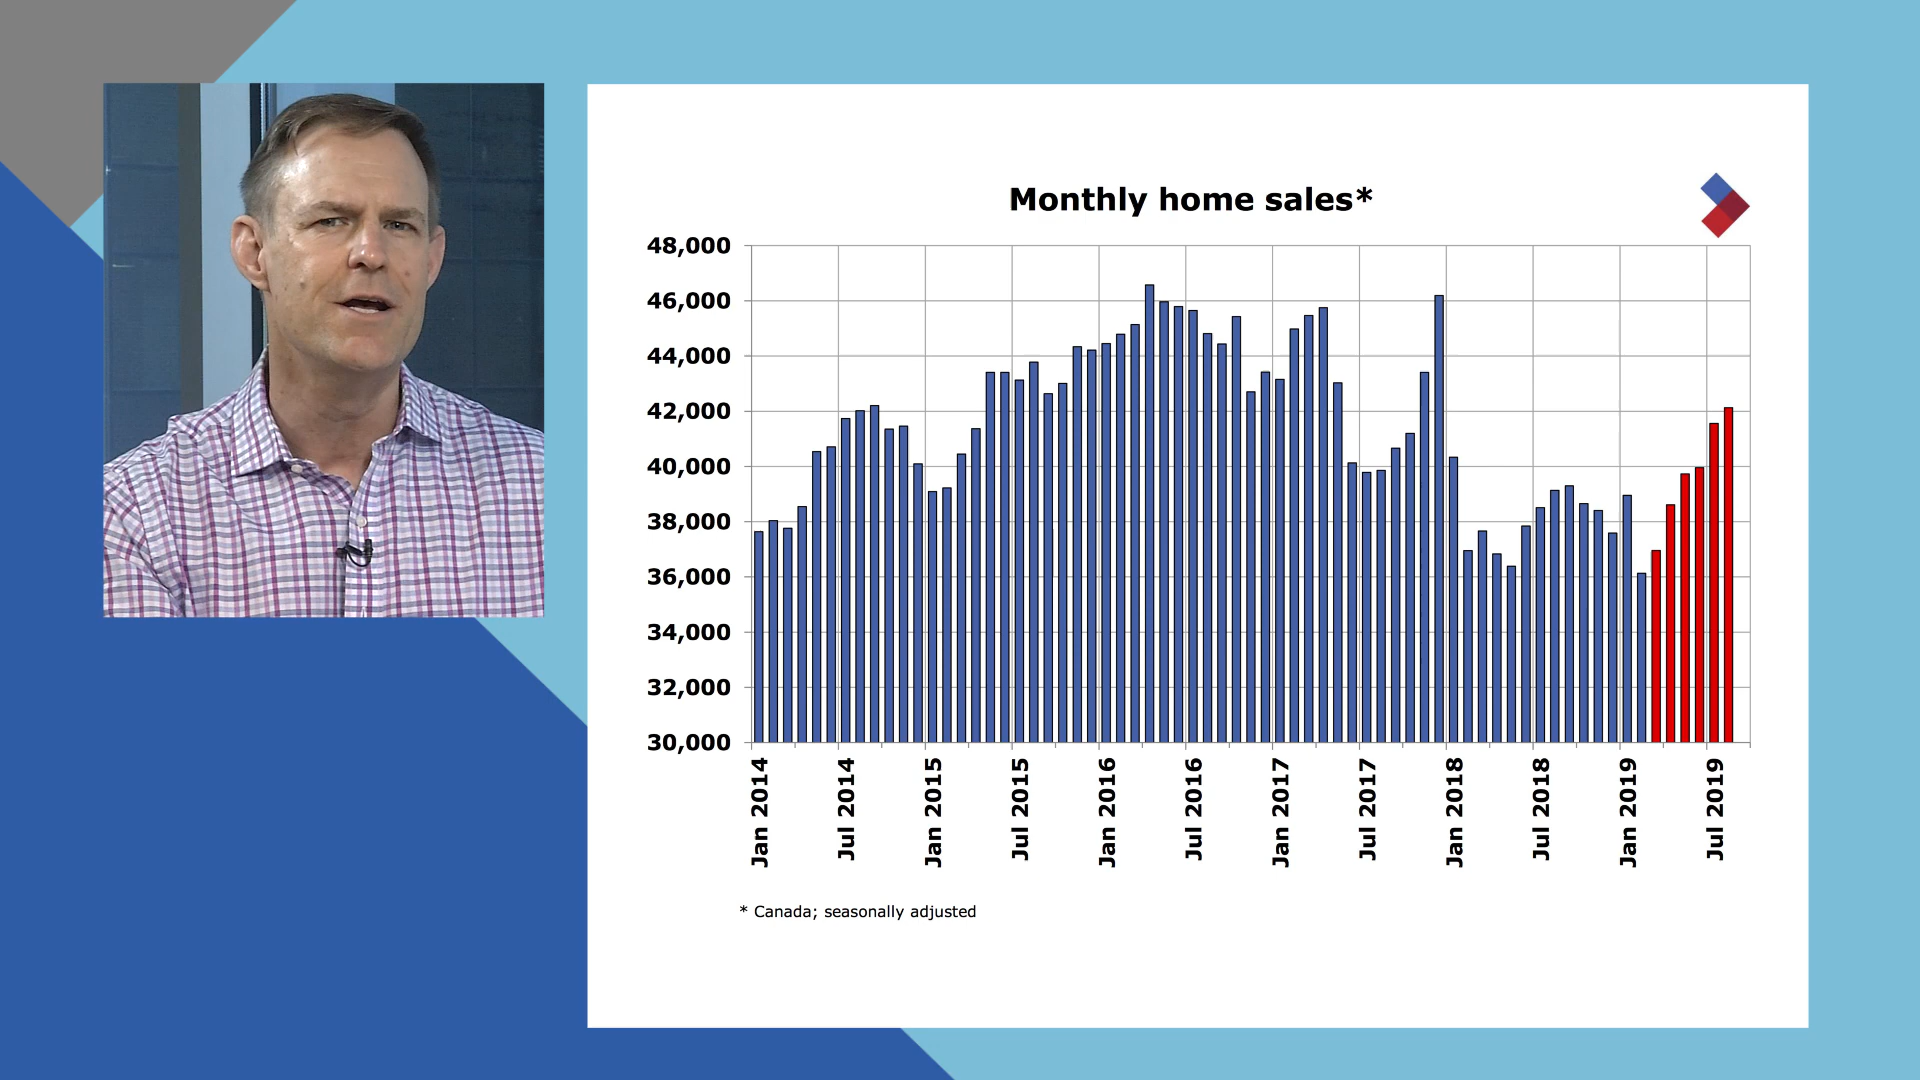 Monthly home sales*
48,000
46,000
44,000
42,000
40,000
38,000
36,000
34,000
32,000
30,000
Jan 2014
Jul 2014
Jan 2015
Jul 2015
Jan 2016
Jul 2016
Jan 2017
Jul 2017
Jan 2018
Jul 2018
Jan 2019
Jul 2019
* Canada; seasonally adjusted